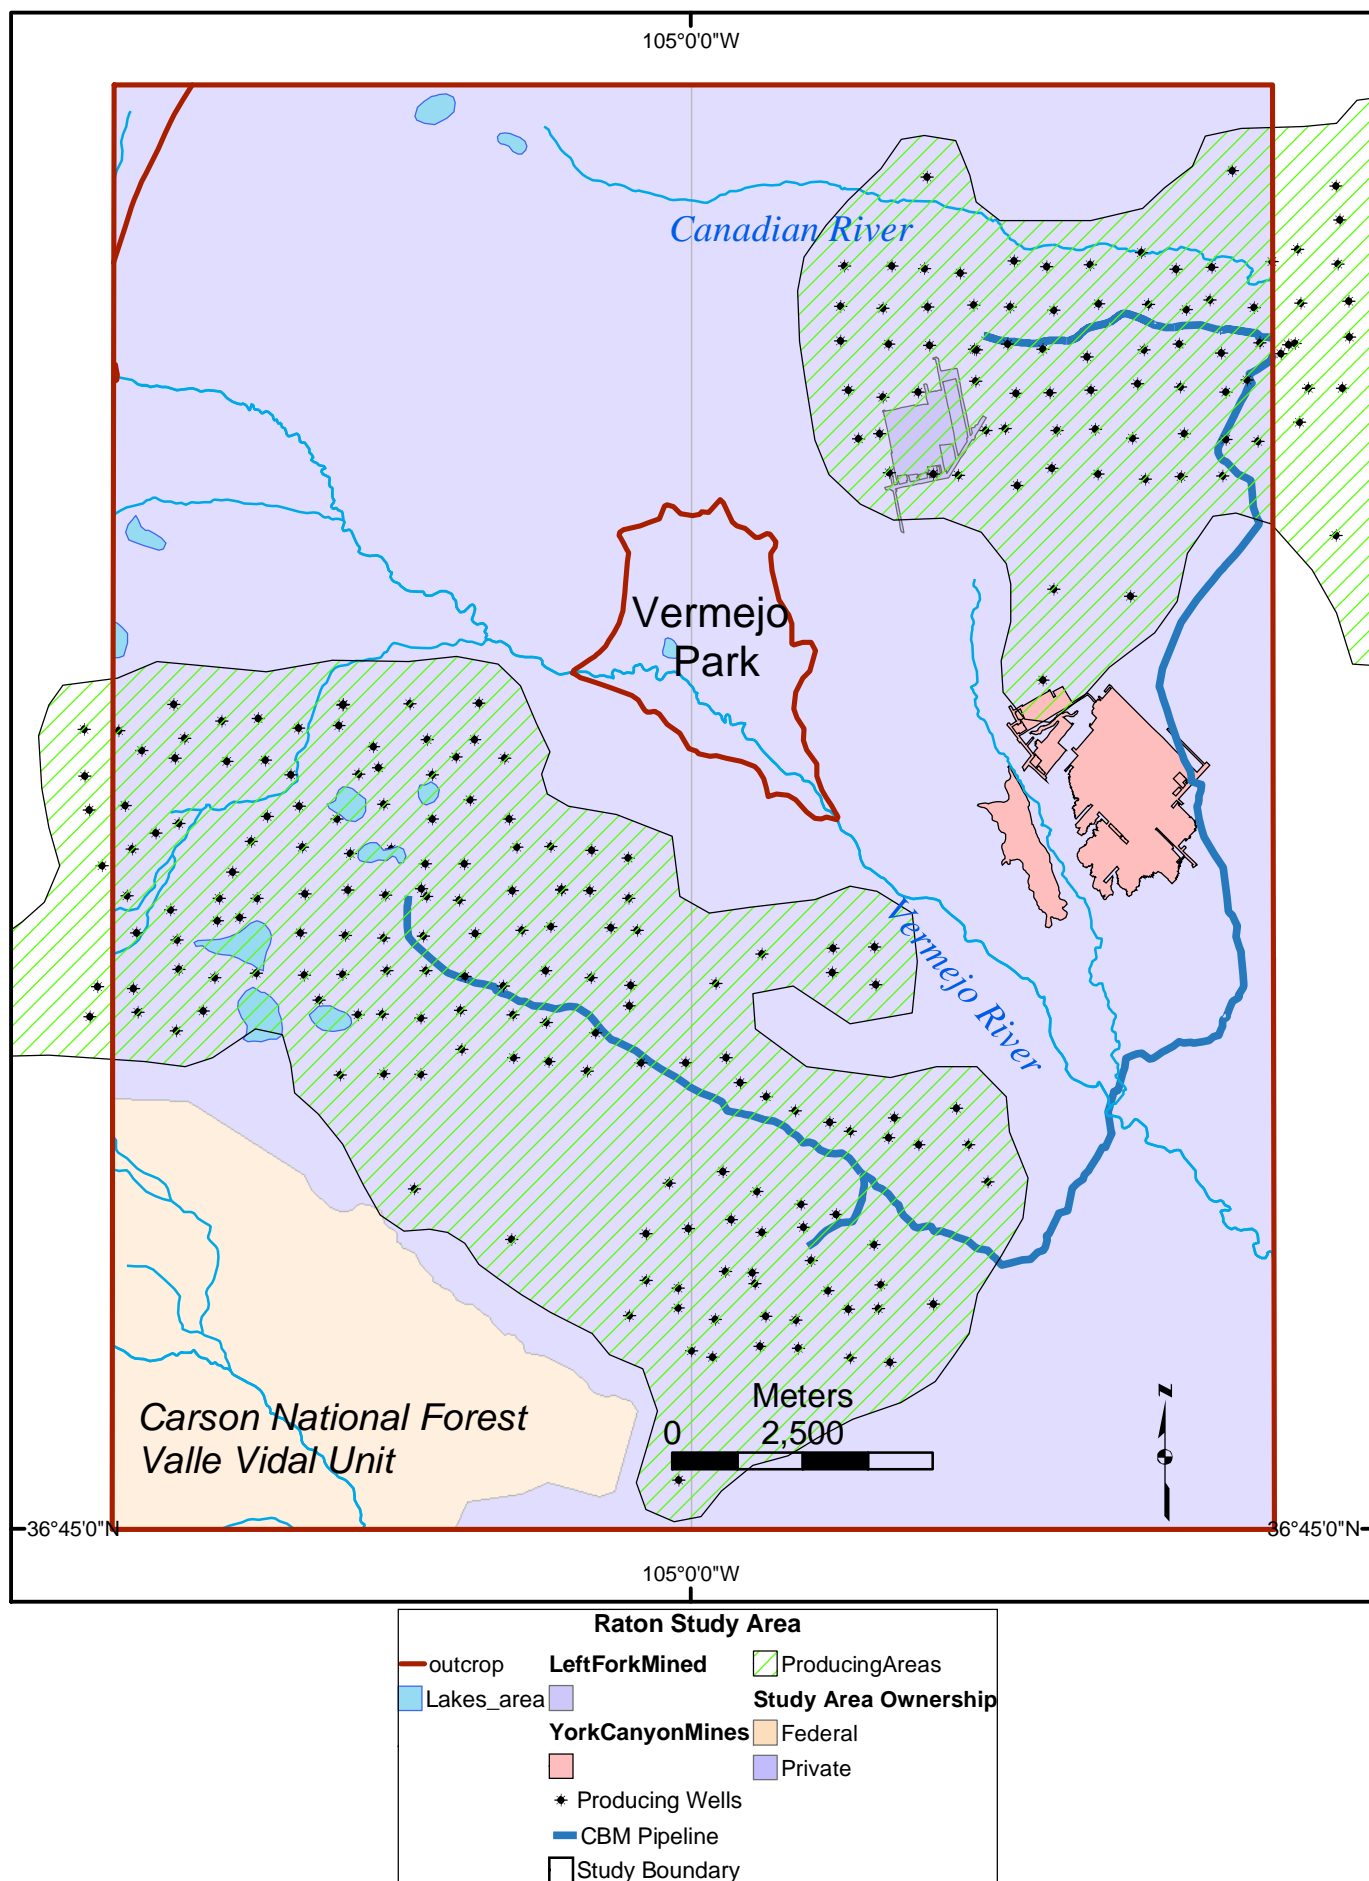 105°0'0"W
Canadian River
Vermejo
Park
Vermejo River
Meters
0 2,500
Carson National Forest
Valle Vidal Unit
N
36°45'0"N 36°45'0"N
105°0'0"W
Raton Study Area
outcrop LeftForkMined ProducingAreas
Lakes_area Study Area Ownership
YorkCanyonMines Federal
Private
Producing Wells
CBM Pipeline
Study Boundary